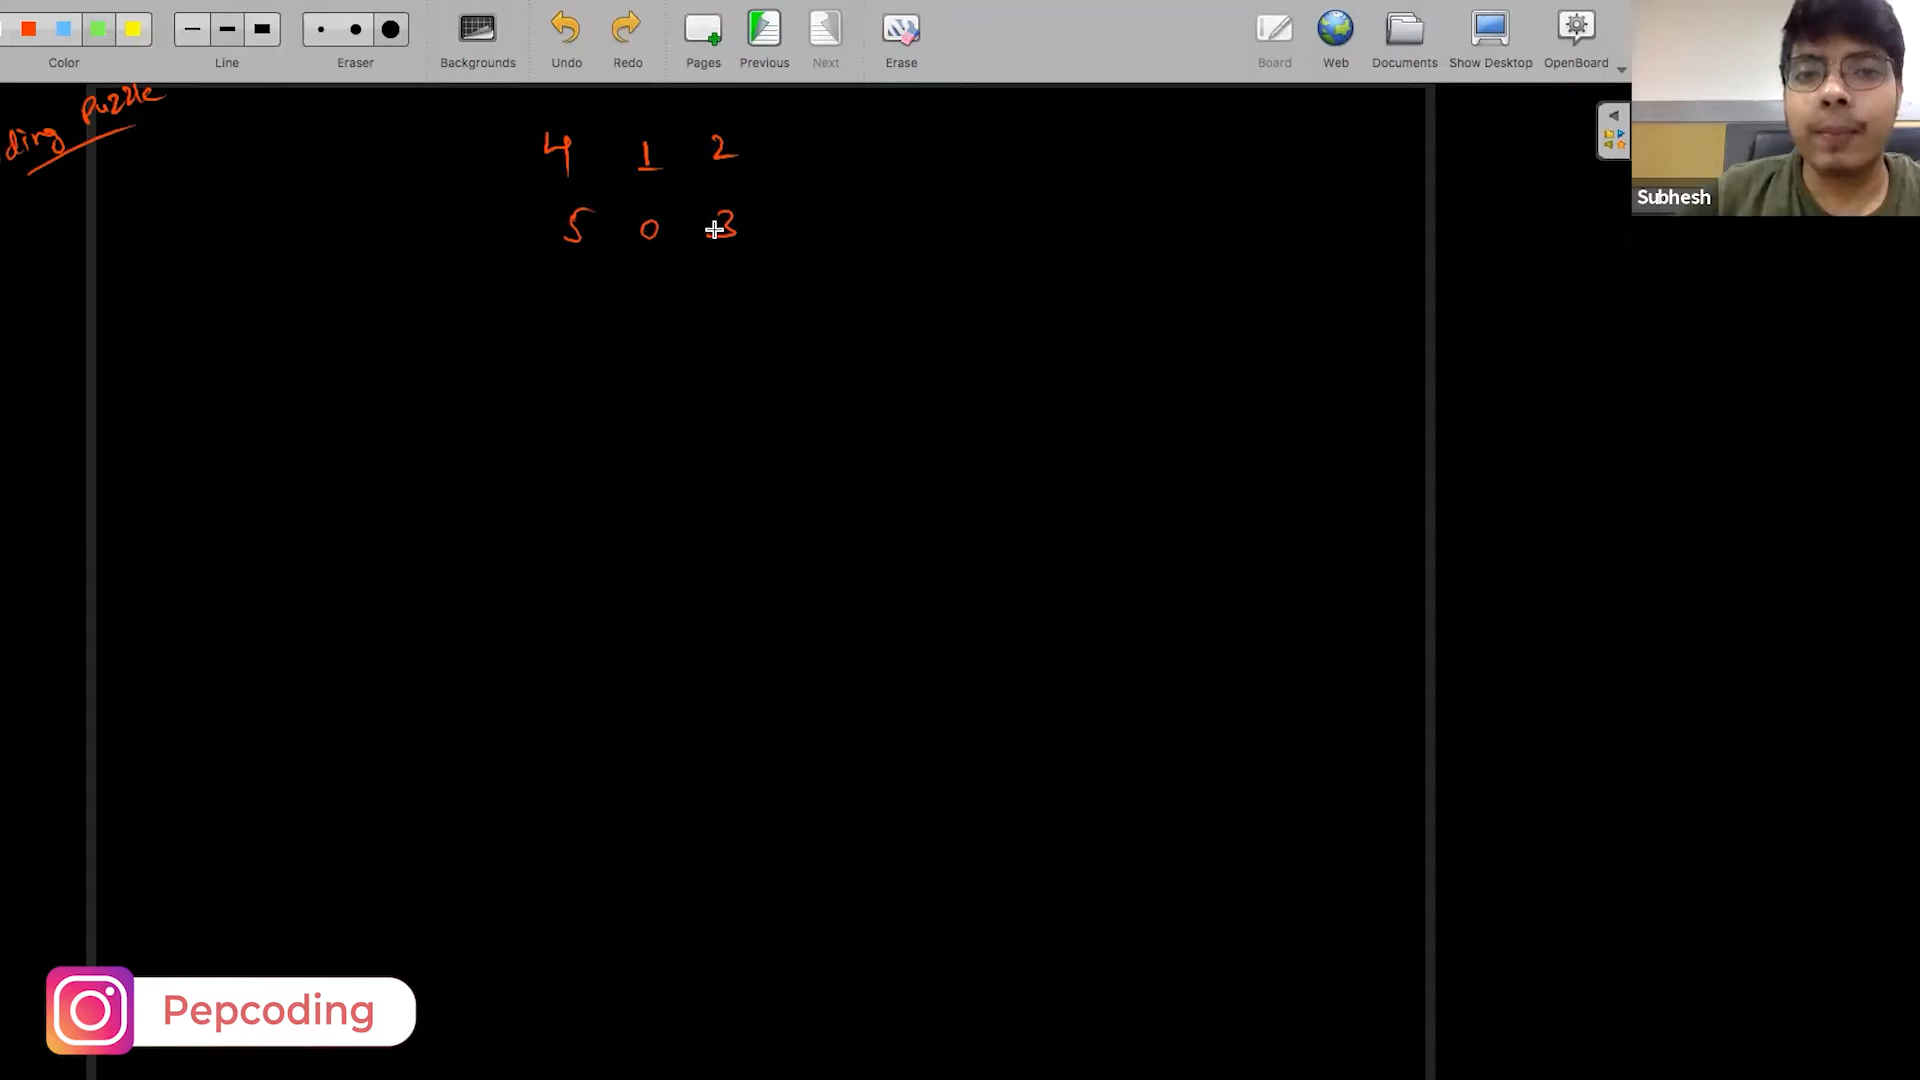 Color Line Eraser Backgrounds Undo Redo Pages Previous Next Erase Board Web Documents Show Desktop OpenBoard
Subhesh
ding puzzle
4 1 2
5 0 3
Pepcoding